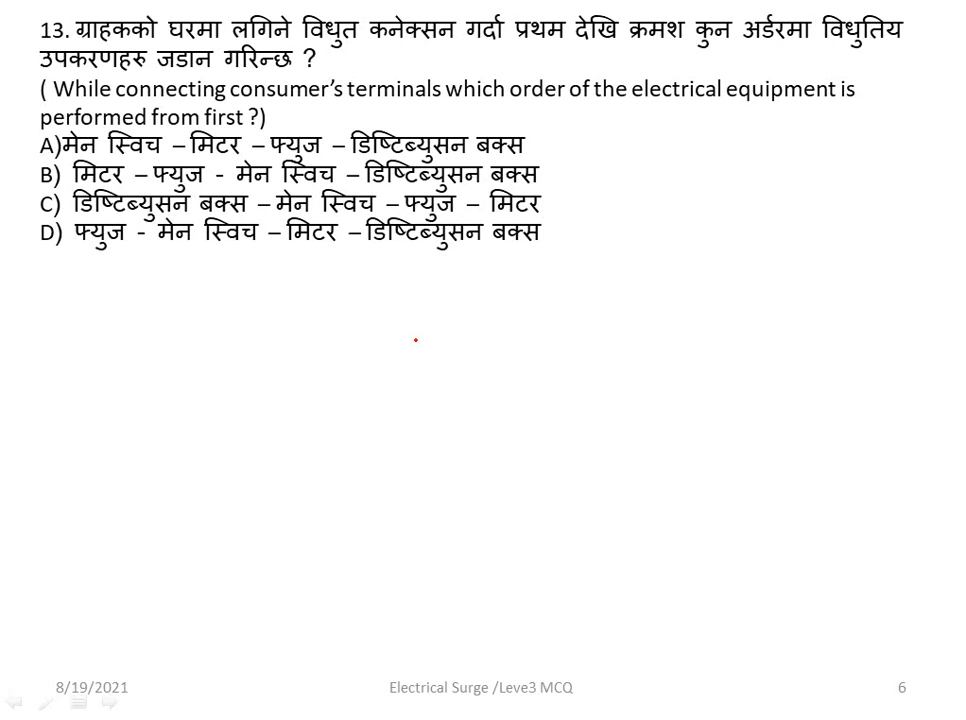 13. ग्राहकको घरमा लगिने विधुत कनेक्सन गर्दा प्रथम देखि क्रमश कुन अर्डरमा विधुतिय
उपकरणहरु जडान गरिन्छ ?
( While connecting consumer's terminals which order of the electrical equipment is
performed from first ?)
A)मेन स्विच – मिटर – फ्युज – डिष्टिब्युसन बक्स
B) मिटर – फ्युज - मेन स्विच – डिष्टिब्युसन बक्स
C) डिष्टिब्युसन बक्स – मेन स्विच – फ्युज – मिटर
D) फ्युज - मेन स्विच – मिटर – डिष्टिब्युसन बक्स
8/19/2021 Electrical Surge /Leve3 MCQ 6